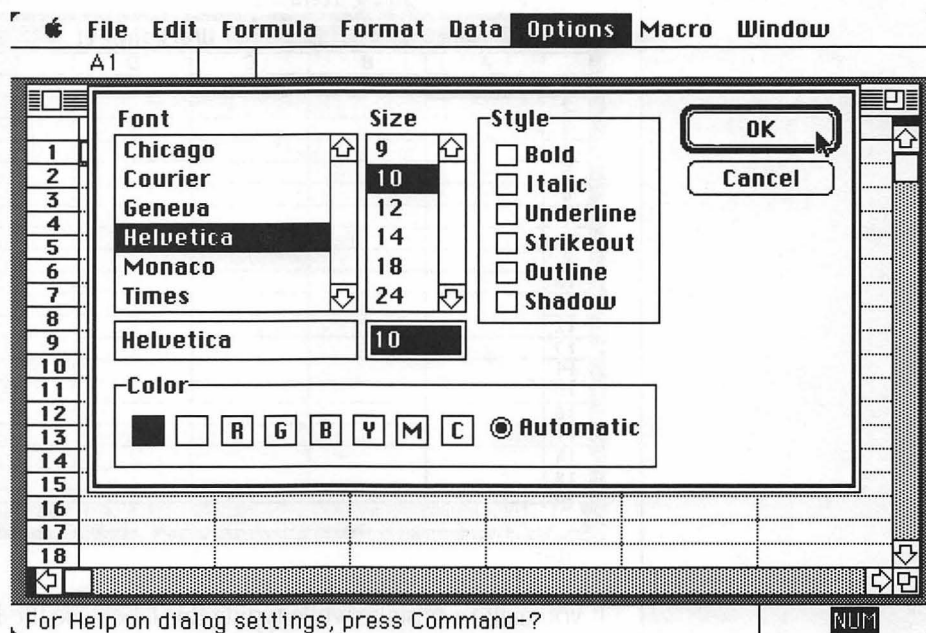 File Edit Formula Format Data Options Macro Window
A1
Font
Chicago
Courier
Geneva
Helvetica
Monaco
Times
Helvetica
Size
9
10
12
14
18
24
10
Style
Bold
Italic
Underline
Strikeout
Outline
Shadow
OK
Cancel
Color
R G B Y M C Automatic
1
2
3
4
5
6
7
8
9
10
11
12
13
14
15
16
17
18
For Help on dialog settings, press Command-?
NUM